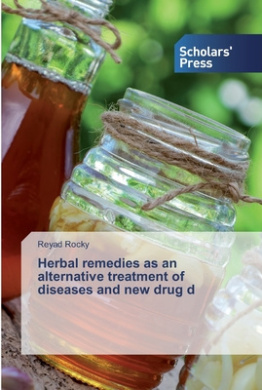 Scholars'
Press
Reyad Rocky
Herbal remedies as an
alternative treatment of
diseases and new drug d